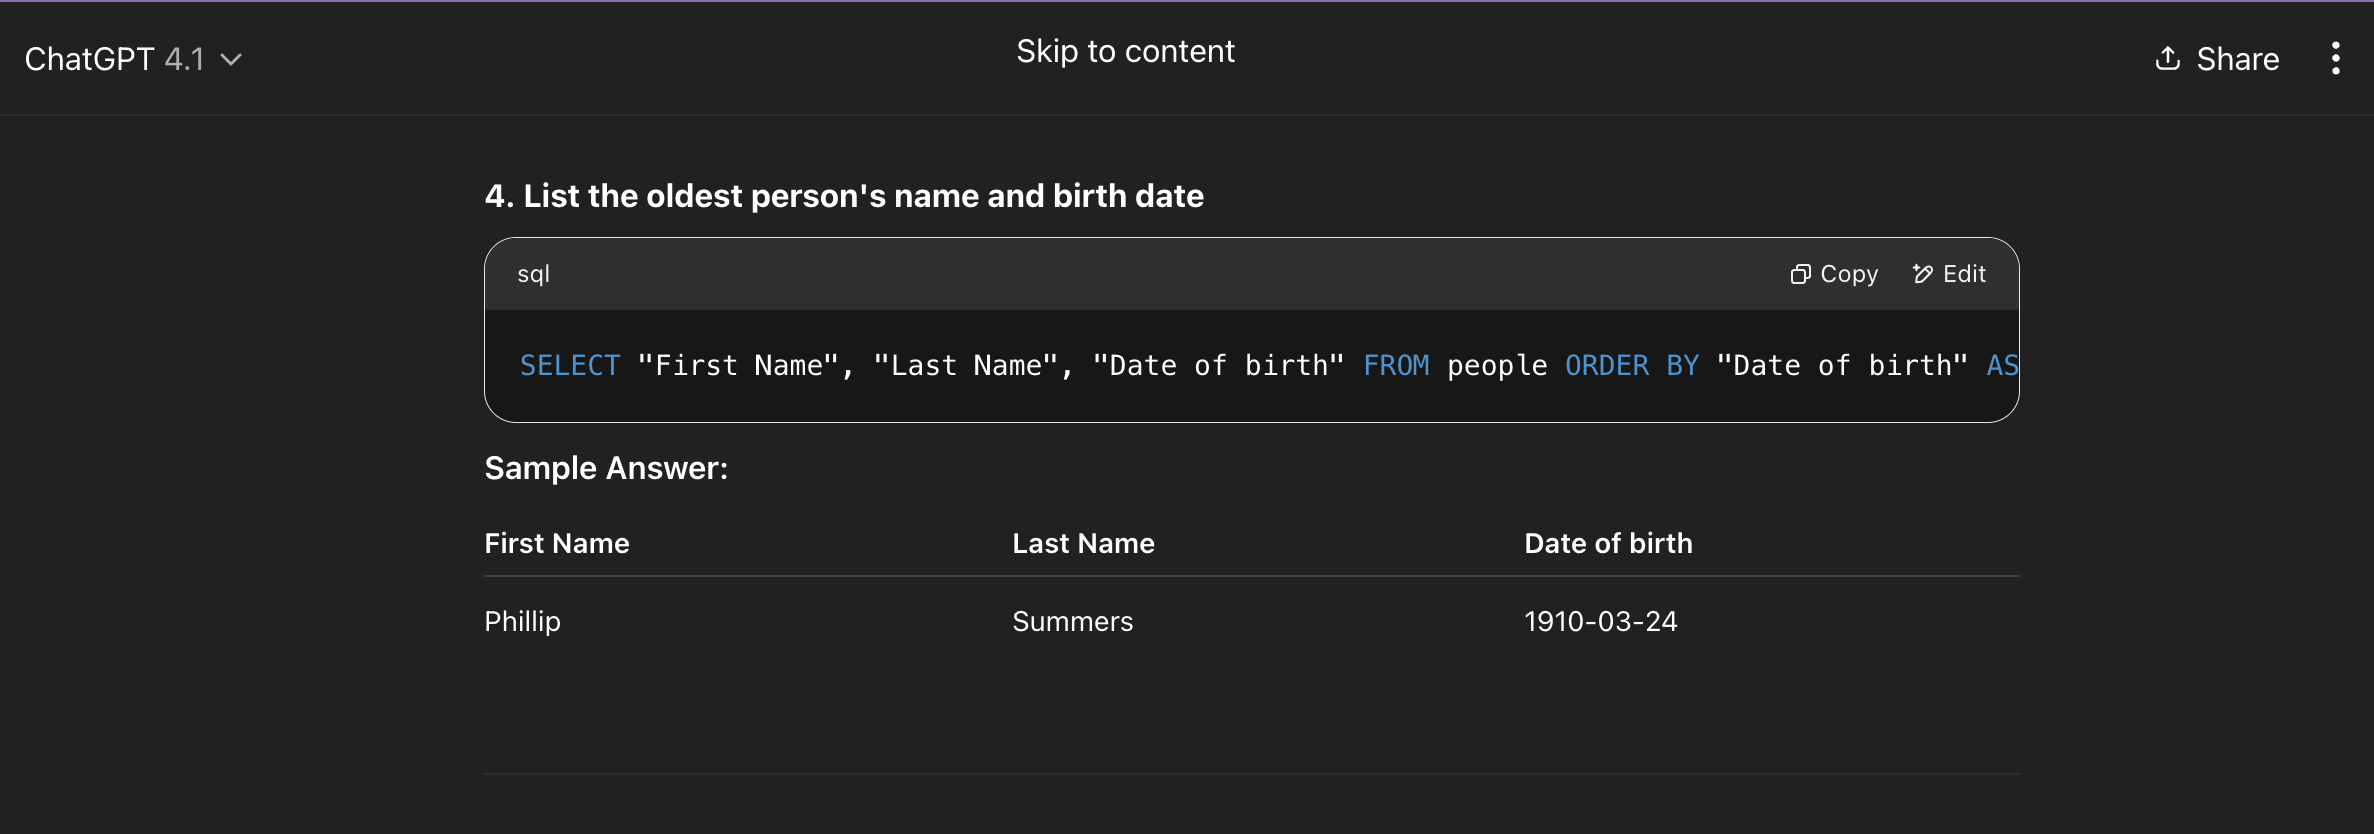 ChatGPT 4.1
Skip to content
Share
4. List the oldest person's name and birth date
sql
Copy
Edit
SELECT "First Name", "Last Name", "Date of birth" FROM people ORDER BY "Date of birth" AS
Sample Answer:
First Name Last Name Date of birth
Phillip Summers 1910-03-24